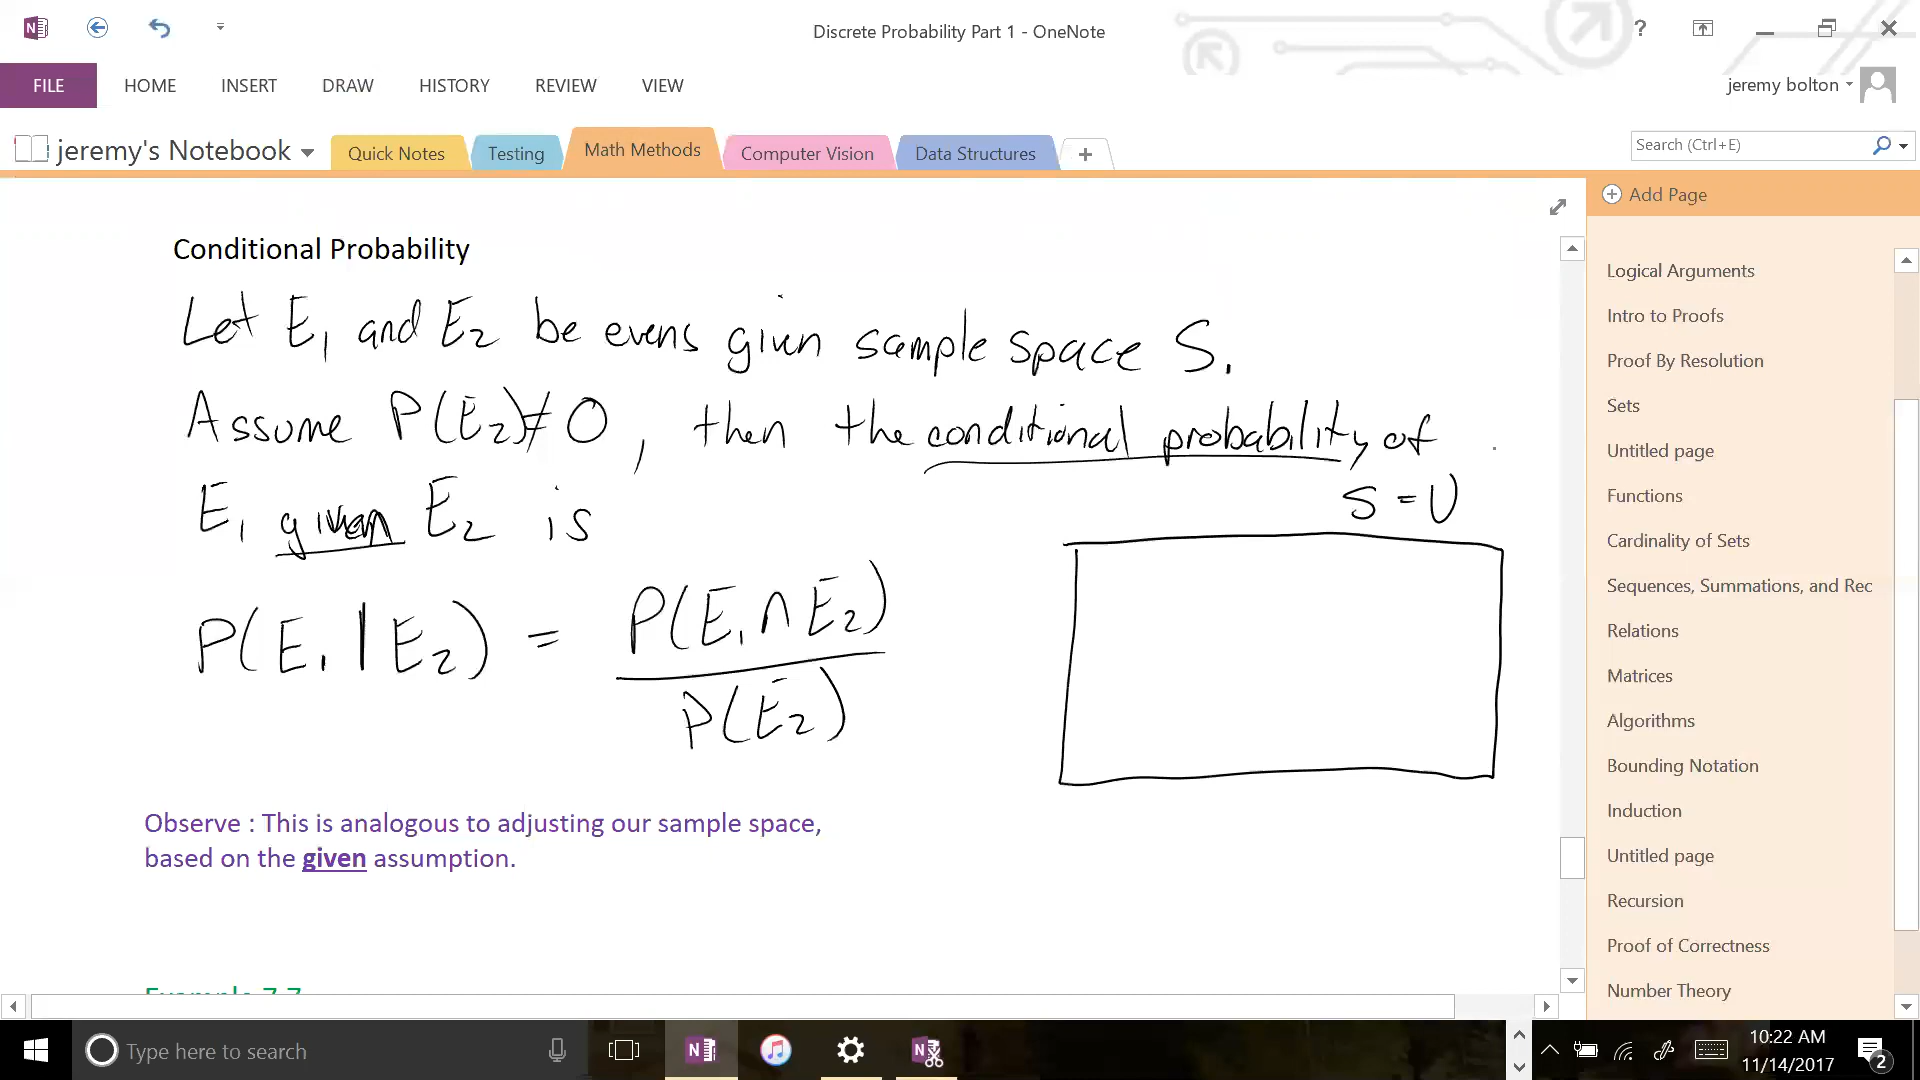 Discrete Probability Part 1 - OneNote
?
jeremy bolton
FILE HOME INSERT DRAW HISTORY REVIEW VIEW
jeremy's Notebook Quick Notes Testing Math Methods Computer Vision Data Structures +
Search (Ctrl+E)
Add Page
Conditional Probability
Let E1 and E2 be evens given sample space S.
Assume P(E2) ≠ 0, then the conditional probability of
E1 given E2 is
S = U
P(E1 | E2) = P(E1 ∩ E2)
P(E2)
Observe : This is analogous to adjusting our sample space,
based on the given assumption.
Example 7.7
Logical Arguments
Intro to Proofs
Proof By Resolution
Sets
Untitled page
Functions
Cardinality of Sets
Sequences, Summations, and Rec
Relations
Matrices
Algorithms
Bounding Notation
Induction
Untitled page
Recursion
Proof of Correctness
Number Theory
Type here to search
10:22 AM
11/14/2017
2